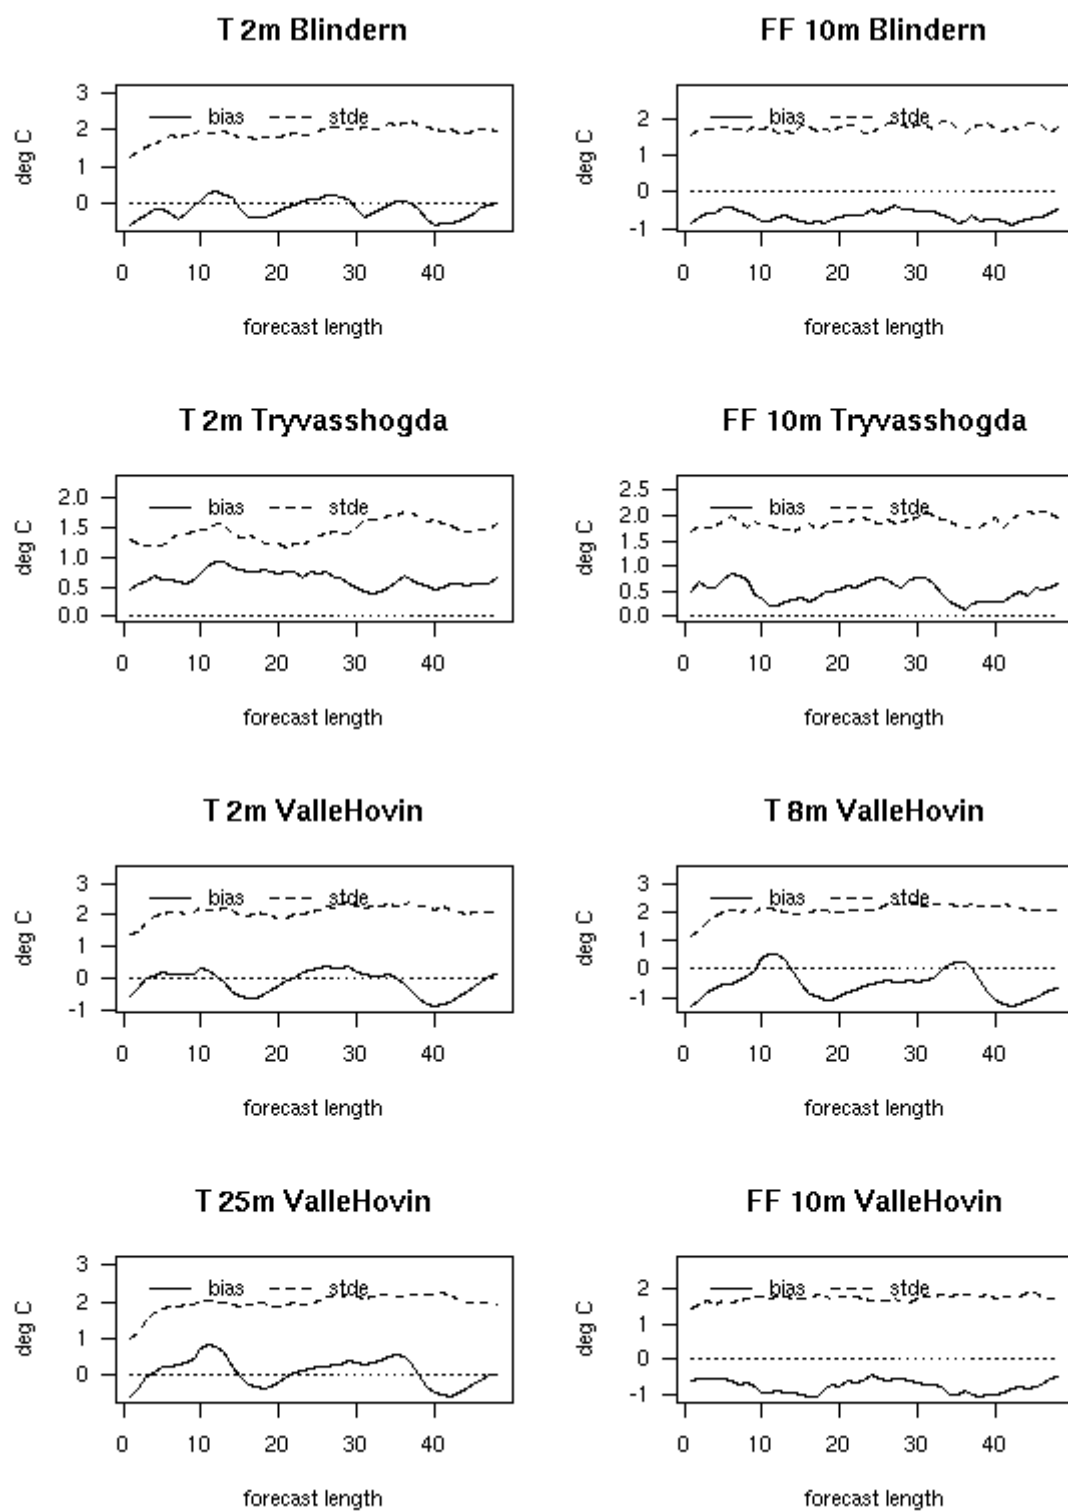 T 2m Blindern
FF 10m Blindern
deg C
3
2
1
0
bias
stde
0
10
20
30
40
forecast length
deg C
2
1
0
-1
bias
stde
0
10
20
30
40
forecast length
T 2m Tryvasshogda
FF 10m Tryvasshogda
deg C
2.0
1.5
1.0
0.5
0.0
bias
stde
0
10
20
30
40
forecast length
deg C
2.5
2.0
1.5
1.0
0.5
0.0
bias
stde
0
10
20
30
40
forecast length
T 2m ValleHovin
T 8m ValleHovin
deg C
3
2
1
0
-1
bias
stde
0
10
20
30
40
forecast length
deg C
3
2
1
0
-1
bias
stde
0
10
20
30
40
forecast length
T 25m ValleHovin
FF 10m ValleHovin
deg C
3
2
1
0
bias
stde
0
10
20
30
40
forecast length
deg C
2
1
0
-1
bias
stde
0
10
20
30
40
forecast length